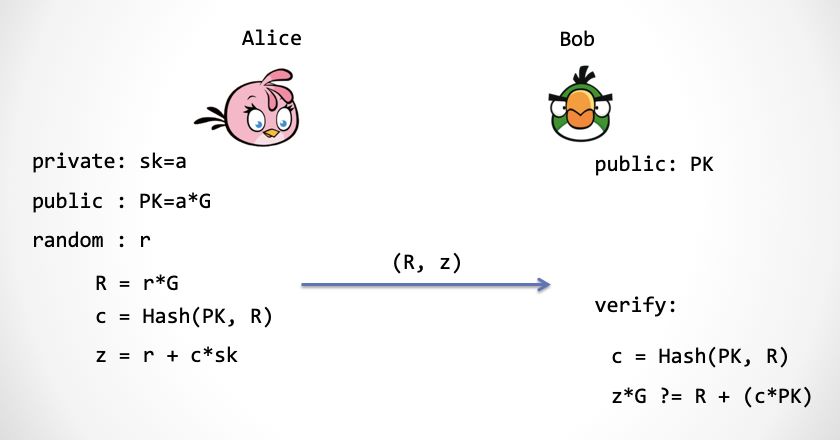 Alice
Bob
private: sk=a
public : PK=a*G
random : r
R = r*G
c = Hash(PK, R)
z = r + c*sk
(R, z)
public: PK
verify:
c = Hash(PK, R)
z*G ?= R + (c*PK)